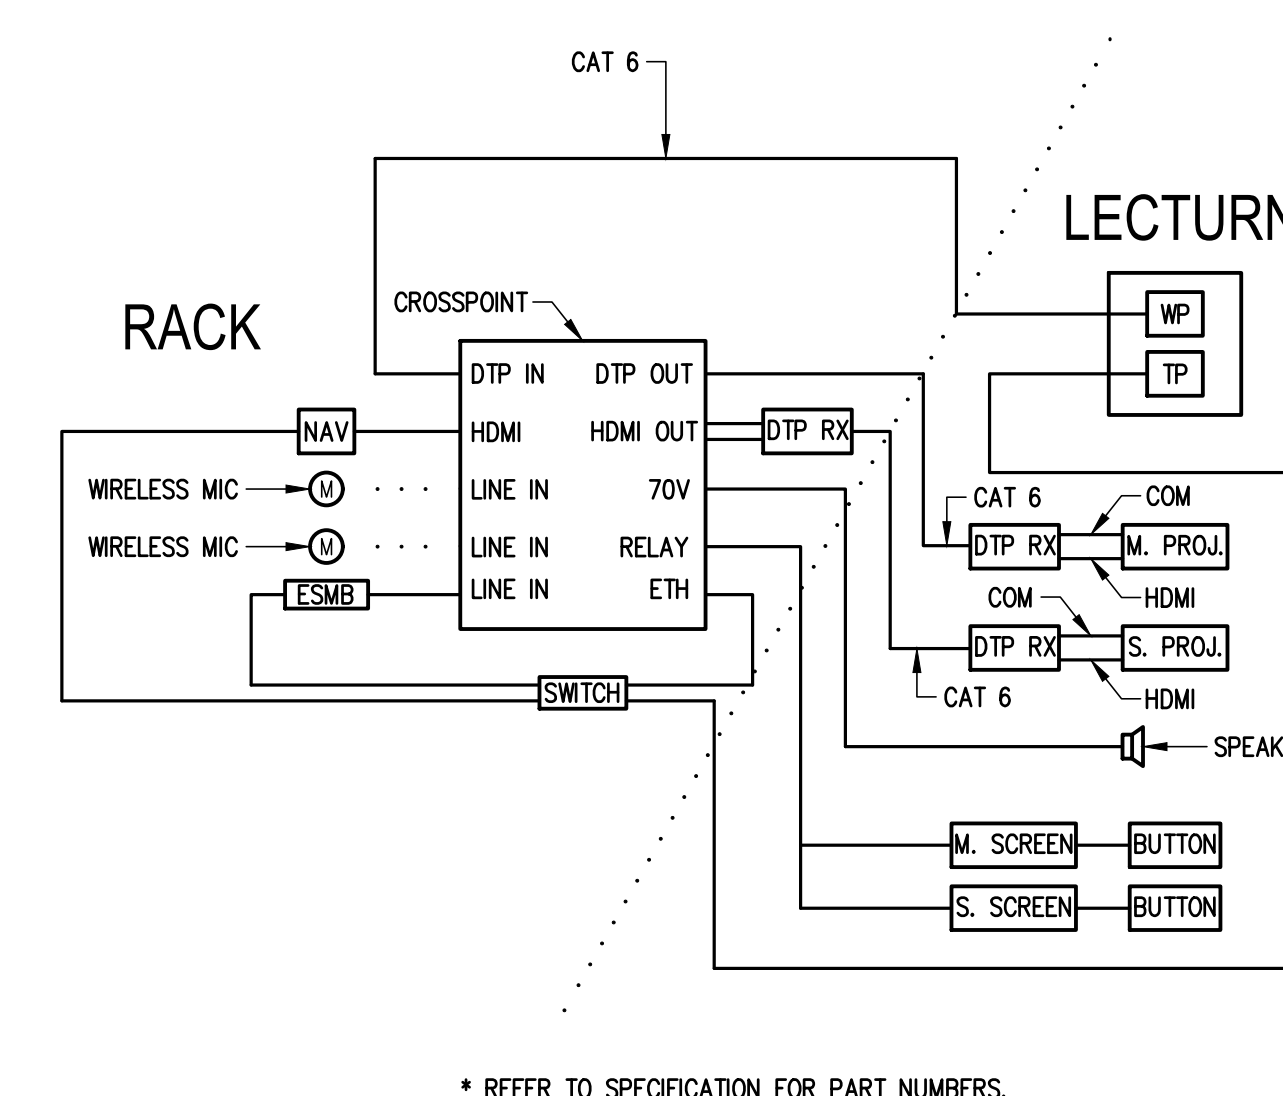 CAT 6
LECTURN
CROSSPOINT
RACK
WP
TP
DTP IN DTP OUT
NAV HDMI HDMI OUT DTP RX
WIRELESS MIC M LINE IN 70V
CAT 6 COM
WIRELESS MIC M LINE IN RELAY DTP RX M. PROJ.
ESMB LINE IN ETH
COM HDMI
DTP RX S. PROJ.
SWITCH
CAT 6 HDMI
SPEAK
M. SCREEN BUTTON
S. SCREEN BUTTON
* REFER TO SPECIFICATION FOR PART NUMBERS.